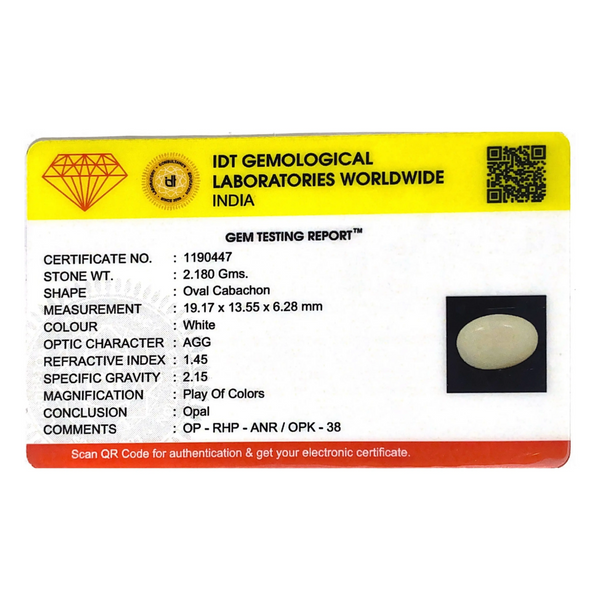 IDT GEMOLOGICAL
LABORATORIES WORLDWIDE
INDIA
GEM TESTING REPORT™
CERTIFICATE NO. : 1190447
STONE WT. : 2.180 Gms.
SHAPE : Oval Cabachon
MEASUREMENT : 19.17 x 13.55 x 6.28 mm
COLOUR : White
OPTIC CHARACTER : AGG
REFRACTIVE INDEX : 1.45
SPECIFIC GRAVITY : 2.15
MAGNIFICATION : Play Of Colors
CONCLUSION : Opal
COMMENTS : OP - RHP - ANR / OPK - 38
Scan QR Code for authentication & get your electronic certificate.